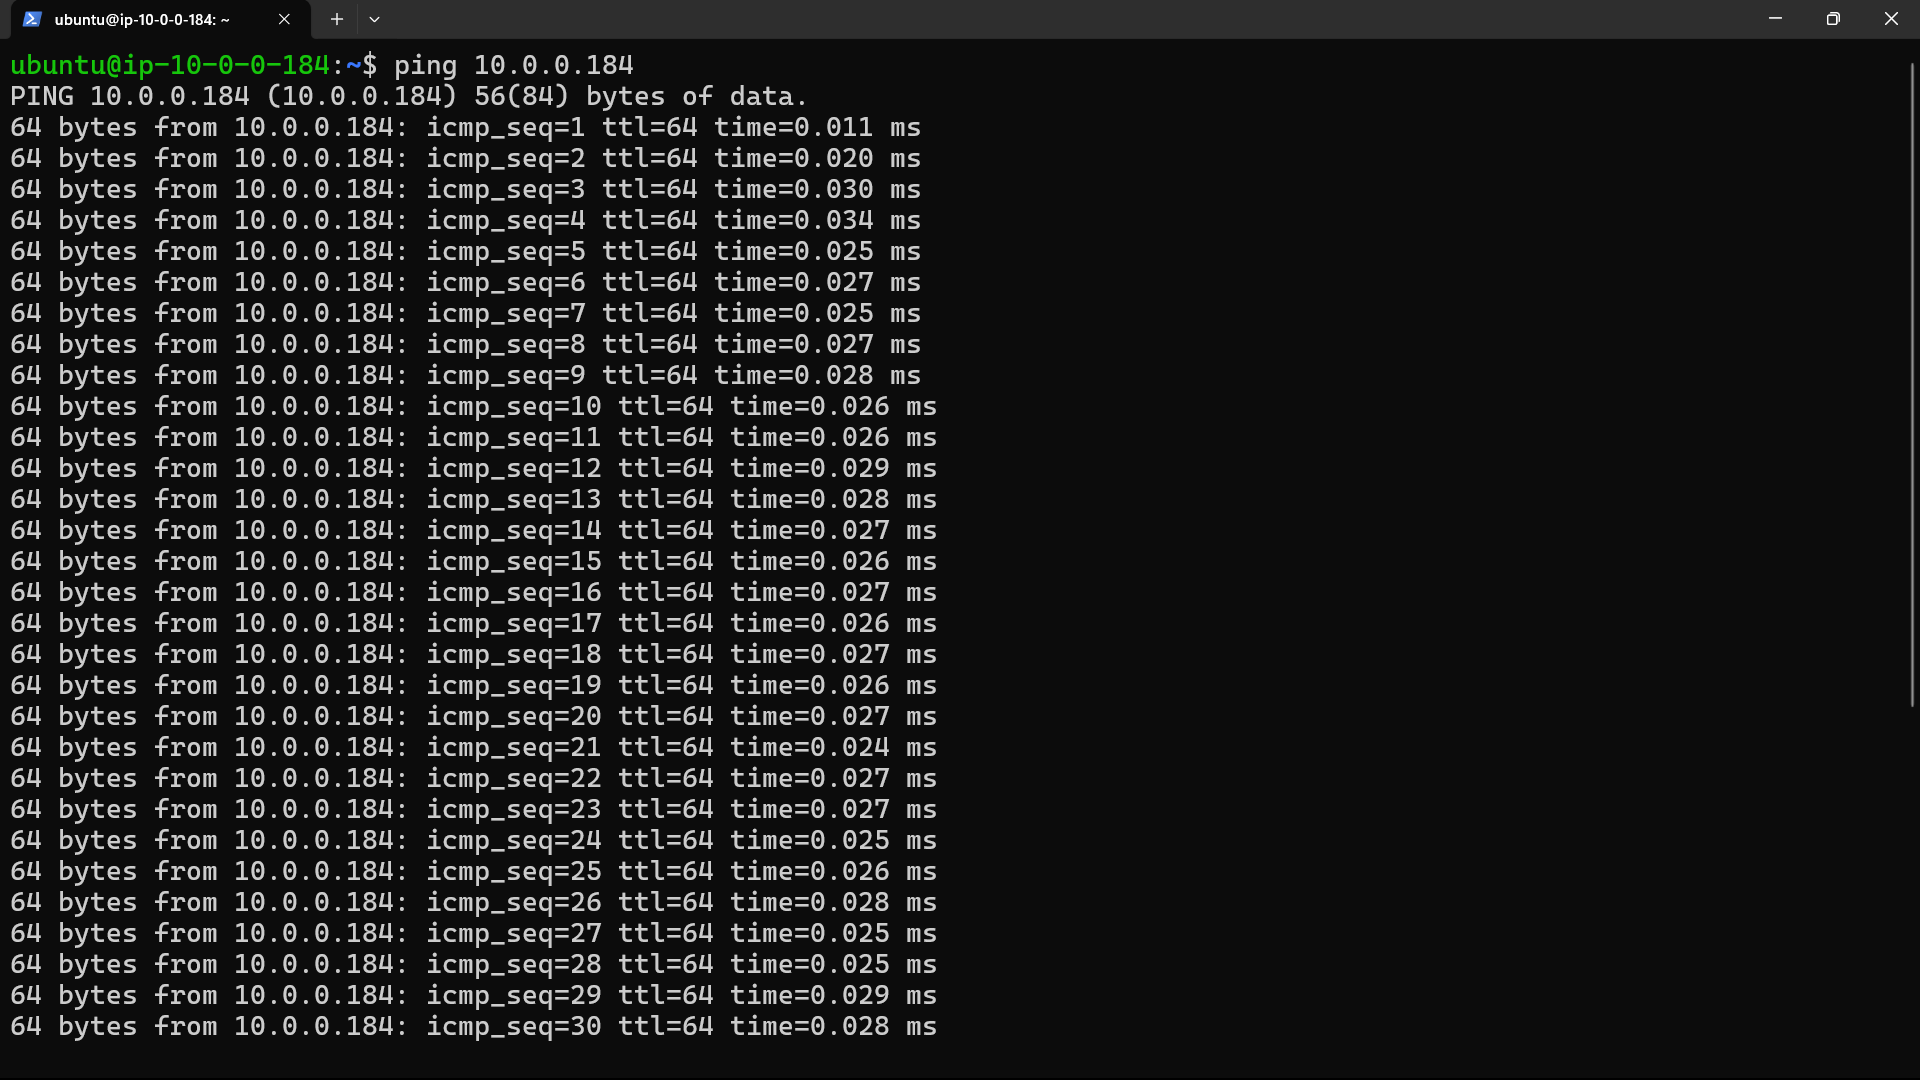 ubuntu@ip-10-0-0-184: ~
ubuntu@ip-10-0-0-184:~$ ping 10.0.0.184
PING 10.0.0.184 (10.0.0.184) 56(84) bytes of data.
64 bytes from 10.0.0.184: icmp_seq=1 ttl=64 time=0.011 ms
64 bytes from 10.0.0.184: icmp_seq=2 ttl=64 time=0.020 ms
64 bytes from 10.0.0.184: icmp_seq=3 ttl=64 time=0.030 ms
64 bytes from 10.0.0.184: icmp_seq=4 ttl=64 time=0.034 ms
64 bytes from 10.0.0.184: icmp_seq=5 ttl=64 time=0.025 ms
64 bytes from 10.0.0.184: icmp_seq=6 ttl=64 time=0.027 ms
64 bytes from 10.0.0.184: icmp_seq=7 ttl=64 time=0.025 ms
64 bytes from 10.0.0.184: icmp_seq=8 ttl=64 time=0.027 ms
64 bytes from 10.0.0.184: icmp_seq=9 ttl=64 time=0.028 ms
64 bytes from 10.0.0.184: icmp_seq=10 ttl=64 time=0.026 ms
64 bytes from 10.0.0.184: icmp_seq=11 ttl=64 time=0.026 ms
64 bytes from 10.0.0.184: icmp_seq=12 ttl=64 time=0.029 ms
64 bytes from 10.0.0.184: icmp_seq=13 ttl=64 time=0.028 ms
64 bytes from 10.0.0.184: icmp_seq=14 ttl=64 time=0.027 ms
64 bytes from 10.0.0.184: icmp_seq=15 ttl=64 time=0.026 ms
64 bytes from 10.0.0.184: icmp_seq=16 ttl=64 time=0.027 ms
64 bytes from 10.0.0.184: icmp_seq=17 ttl=64 time=0.026 ms
64 bytes from 10.0.0.184: icmp_seq=18 ttl=64 time=0.027 ms
64 bytes from 10.0.0.184: icmp_seq=19 ttl=64 time=0.026 ms
64 bytes from 10.0.0.184: icmp_seq=20 ttl=64 time=0.027 ms
64 bytes from 10.0.0.184: icmp_seq=21 ttl=64 time=0.024 ms
64 bytes from 10.0.0.184: icmp_seq=22 ttl=64 time=0.027 ms
64 bytes from 10.0.0.184: icmp_seq=23 ttl=64 time=0.027 ms
64 bytes from 10.0.0.184: icmp_seq=24 ttl=64 time=0.025 ms
64 bytes from 10.0.0.184: icmp_seq=25 ttl=64 time=0.026 ms
64 bytes from 10.0.0.184: icmp_seq=26 ttl=64 time=0.028 ms
64 bytes from 10.0.0.184: icmp_seq=27 ttl=64 time=0.025 ms
64 bytes from 10.0.0.184: icmp_seq=28 ttl=64 time=0.025 ms
64 bytes from 10.0.0.184: icmp_seq=29 ttl=64 time=0.029 ms
64 bytes from 10.0.0.184: icmp_seq=30 ttl=64 time=0.028 ms